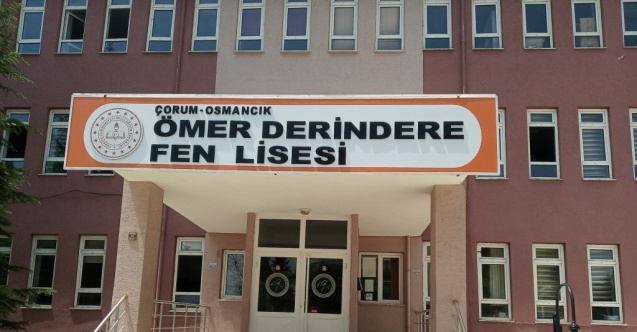 ÇORUM-OSMANCIK
ÖMER DERİNDERE
FEN LİSESİ